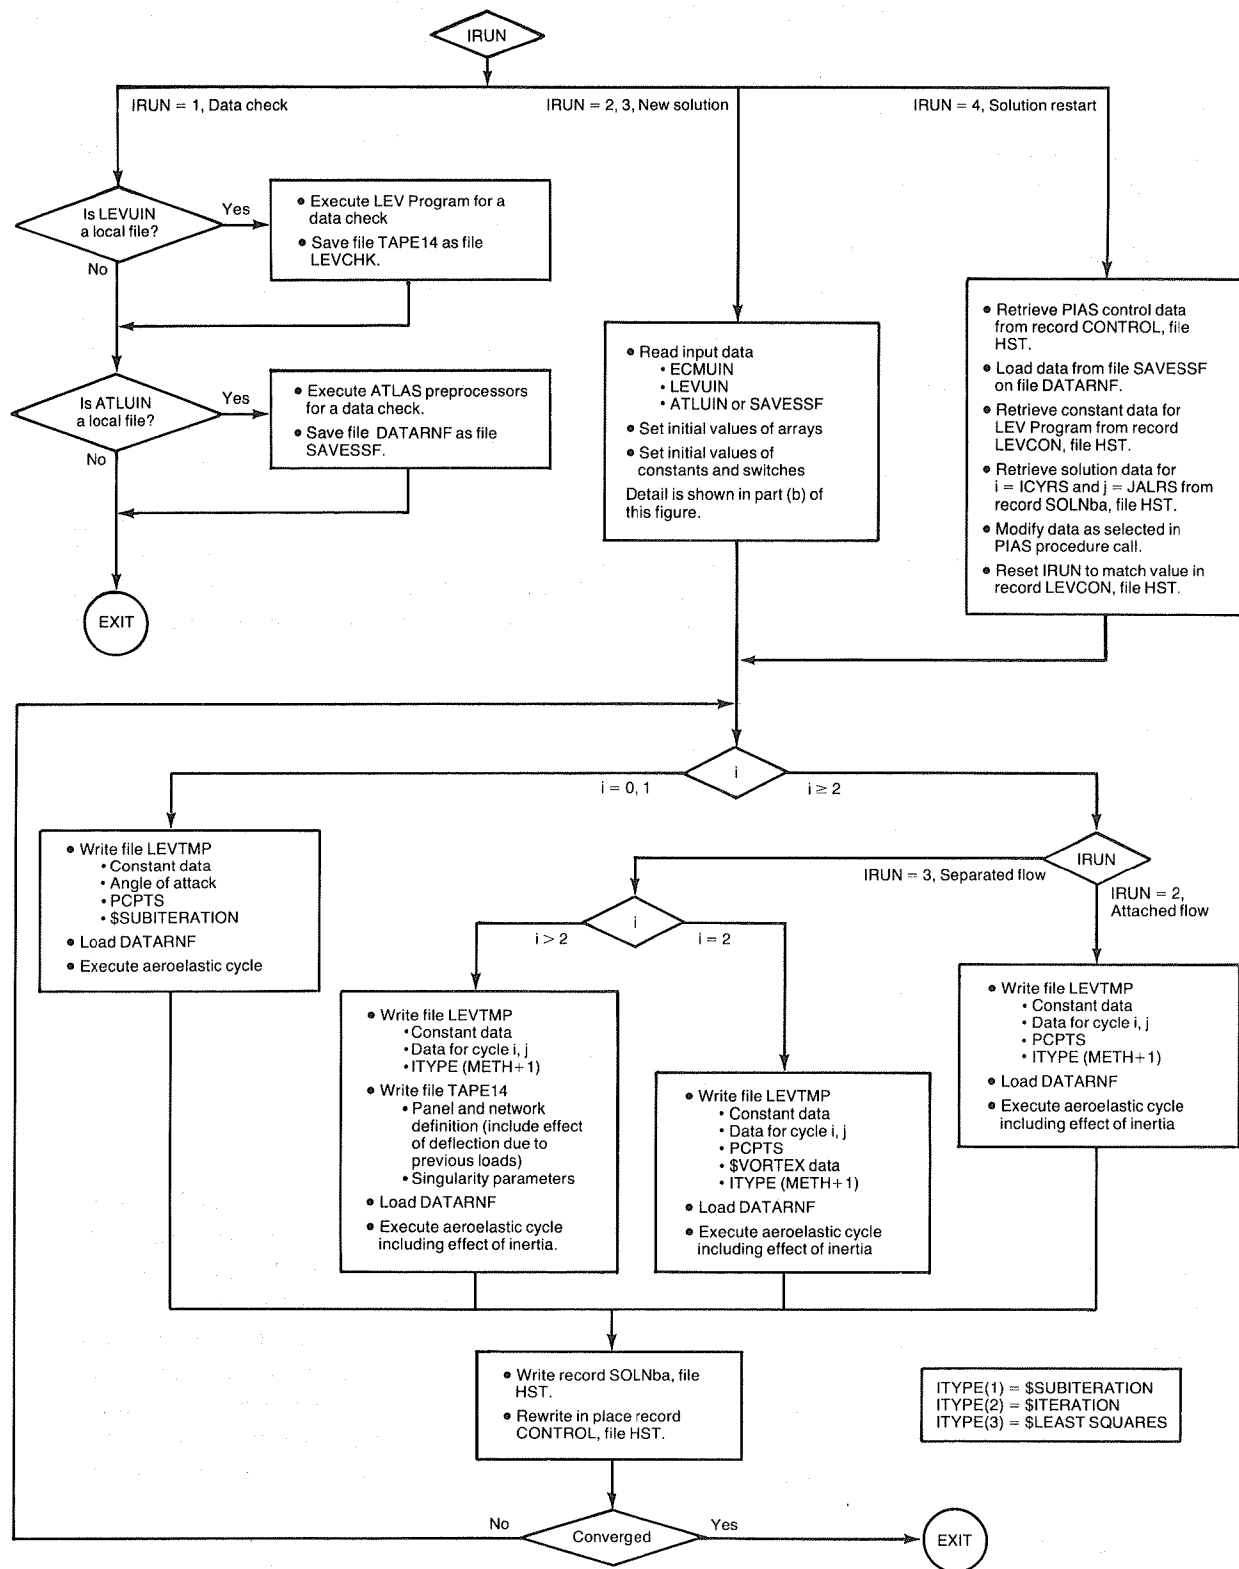 IRUN
IRUN = 1, Data check
IRUN = 2, 3, New solution
IRUN = 4, Solution restart
Is LEVUIN
a local file?
Yes
No
• Execute LEV Program for a
data check
• Save file TAPE14 as file
LEVCHK.
Is ATLUIN
a local file?
Yes
No
• Execute ATLAS preprocessors
for a data check.
• Save file DATARNF as file
SAVESSF.
EXIT
• Read input data
• ECMUIN
• LEVUIN
• ATLUIN or SAVESSF
• Set initial values of arrays
• Set initial values of
constants and switches
Detail is shown in part (b) of
this figure.
• Retrieve PIAS control data
from record CONTROL, file
HST.
• Load data from file SAVESSF
on file DATARNF.
• Retrieve constant data for
LEV Program from record
LEVCON, file HST.
• Retrieve solution data for
i = ICYRS and j = JALRS from
record SOLNba, file HST.
• Modify data as selected in
PIAS procedure call.
• Reset IRUN to match value in
record LEVCON, file HST.
i
i = 0, 1
i ≥ 2
• Write file LEVTMP
• Constant data
• Angle of attack
• PCPTS
• $SUBITERATION
• Load DATARNF
• Execute aeroelastic cycle
IRUN
IRUN = 3, Separated flow
IRUN = 2,
Attached flow
i
i > 2
i = 2
• Write file LEVTMP
• Constant data
• Data for cycle i, j
• ITYPE (METH+1)
• Write file TAPE14
• Panel and network
definition (include effect
of deflection due to
previous loads)
• Singularity parameters
• Load DATARNF
• Execute aeroelastic cycle
including effect of inertia.
• Write file LEVTMP
• Constant data
• Data for cycle i, j
• PCPTS
• $VORTEX data
• ITYPE (METH+1)
• Load DATARNF
• Execute aeroelastic cycle
including effect of inertia
• Write file LEVTMP
• Constant data
• Data for cycle i, j
• PCPTS
• ITYPE (METH+1)
• Load DATARNF
• Execute aeroelastic cycle
including effect of inertia
• Write record SOLNba, file
HST.
• Rewrite in place record
CONTROL, file HST.
ITYPE(1) = $SUBITERATION
ITYPE(2) = $ITERATION
ITYPE(3) = $LEAST SQUARES
No
Converged
Yes
EXIT